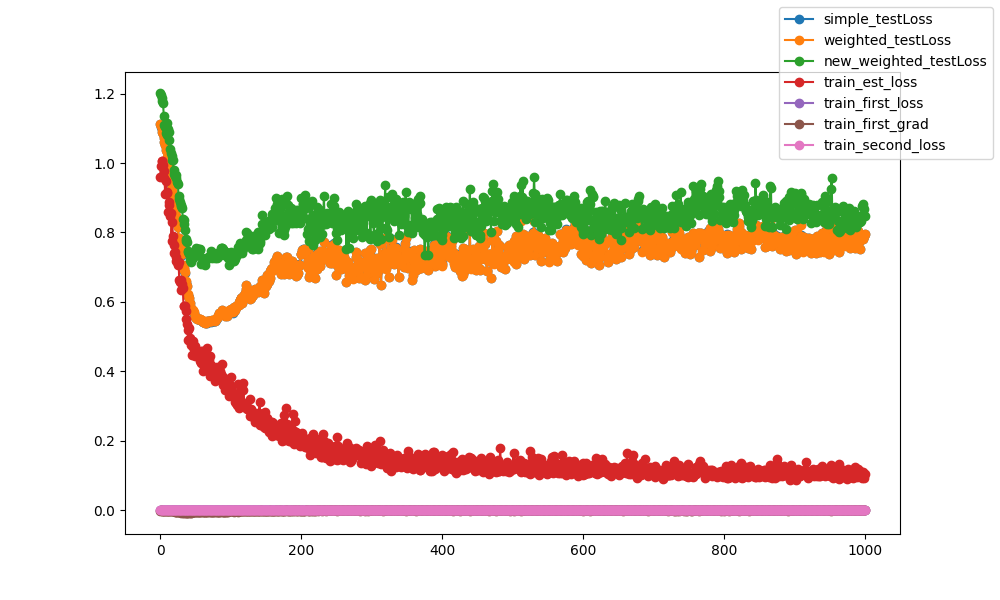 simple_testLoss
weighted_testLoss
new_weighted_testLoss
train_est_loss
train_first_loss
train_first_grad
train_second_loss
1.2
1.0
0.8
0.6
0.4
0.2
0.0
0 200 400 600 800 1000